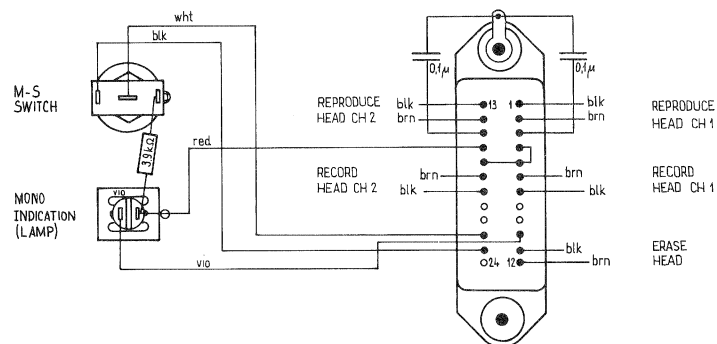 wht
blk
M-S
SWITCH
3.9 kΩ
red
VIO
MONO
INDICATION
(LAMP)
VIO
0,1µ
0,1µ
REPRODUCE
HEAD CH 2
blk
brn
13
1
blk
brn
REPRODUCE
HEAD CH 1
RECORD
HEAD CH 2
brn
blk
brn
blk
RECORD
HEAD CH 1
24
12
blk
brn
ERASE
HEAD